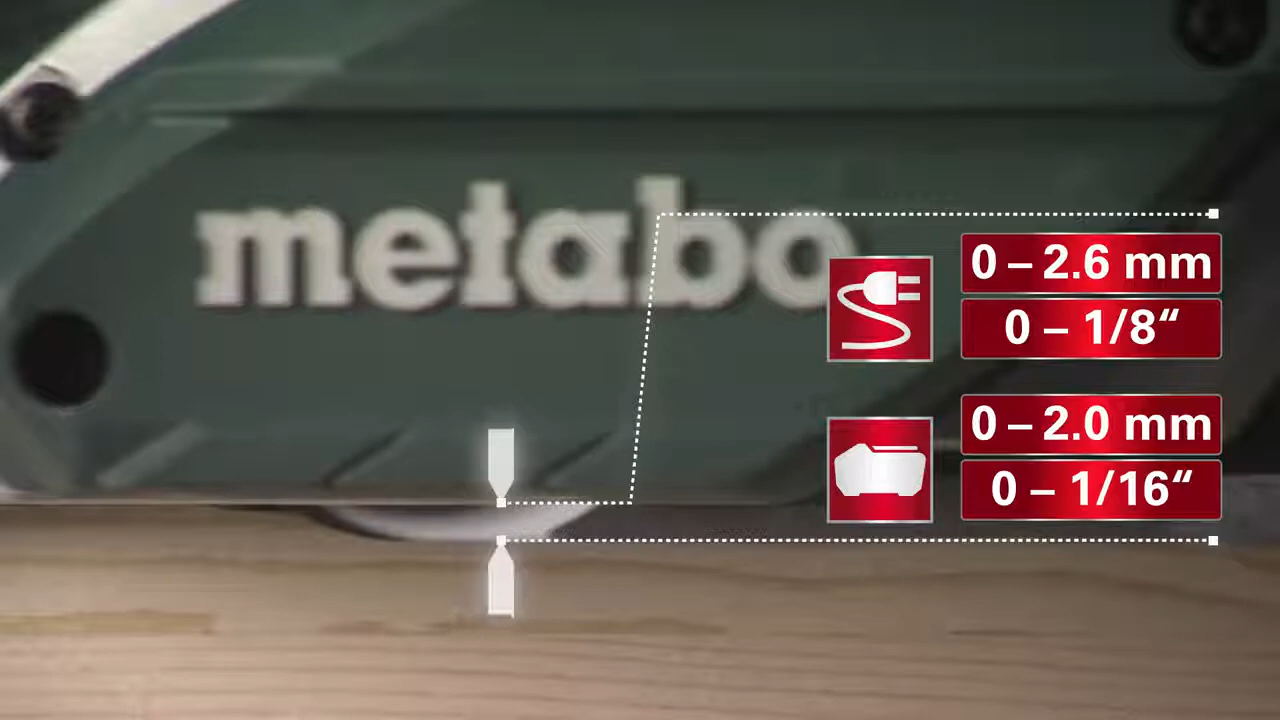 metabo
0 – 2.6 mm
0 – 1/8“
0 – 2.0 mm
0 – 1/16“